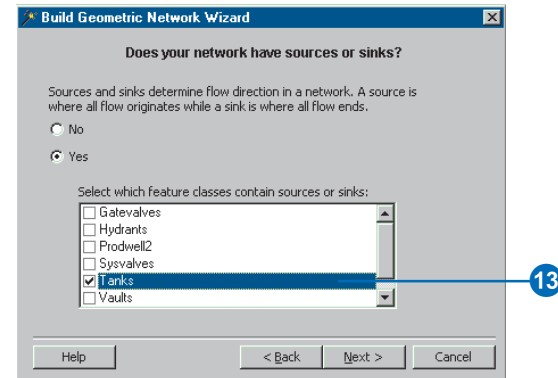 Build Geometric Network Wizard
Does your network have sources or sinks?
Sources and sinks determine flow direction in a network. A source is
where all flow originates while a sink is where all flow ends.
No
Yes
Select which feature classes contain sources or sinks:
Gatevalves
Hydrants
Prodwell2
Sysvalves
Tanks
13
Vaults
Help
< Back
Next >
Cancel